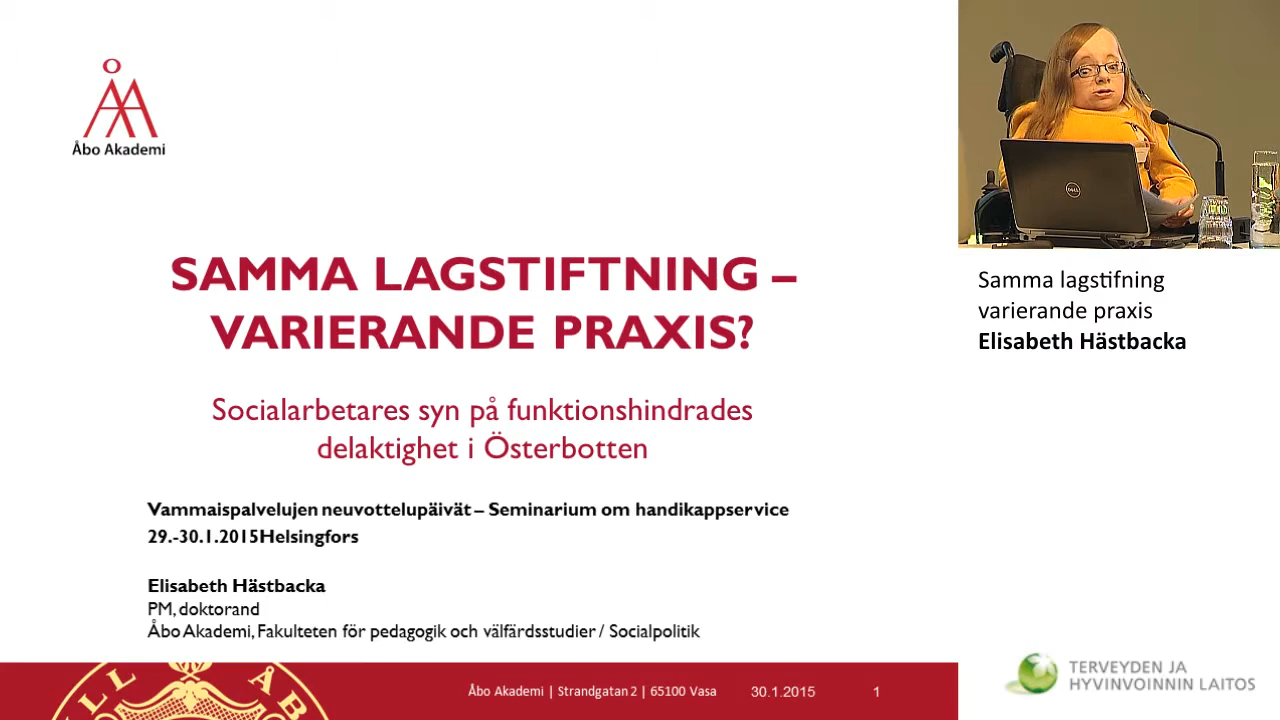 Åbo Akademi
SAMMA LAGSTIFTNING –
VARIERANDE PRAXIS?
Socialarbetares syn på funktionshindrades
delaktighet i Österbotten
Vammaispalvelujen neuvottelupäivät – Seminarium om handikappservice
29.-30.1.2015Helsingfors
Elisabeth Hästbacka
PM, doktorand
Åbo Akademi, Fakulteten för pedagogik och välfärdsstudier / Socialpolitik
Åbo Akademi | Strandgatan 2 | 65100 Vasa 30.1.2015 1
DELL
Samma lagstifning
varierande praxis
Elisabeth Hästbacka
TERVEYDEN JA
HYVINVOINNIN LAITOS